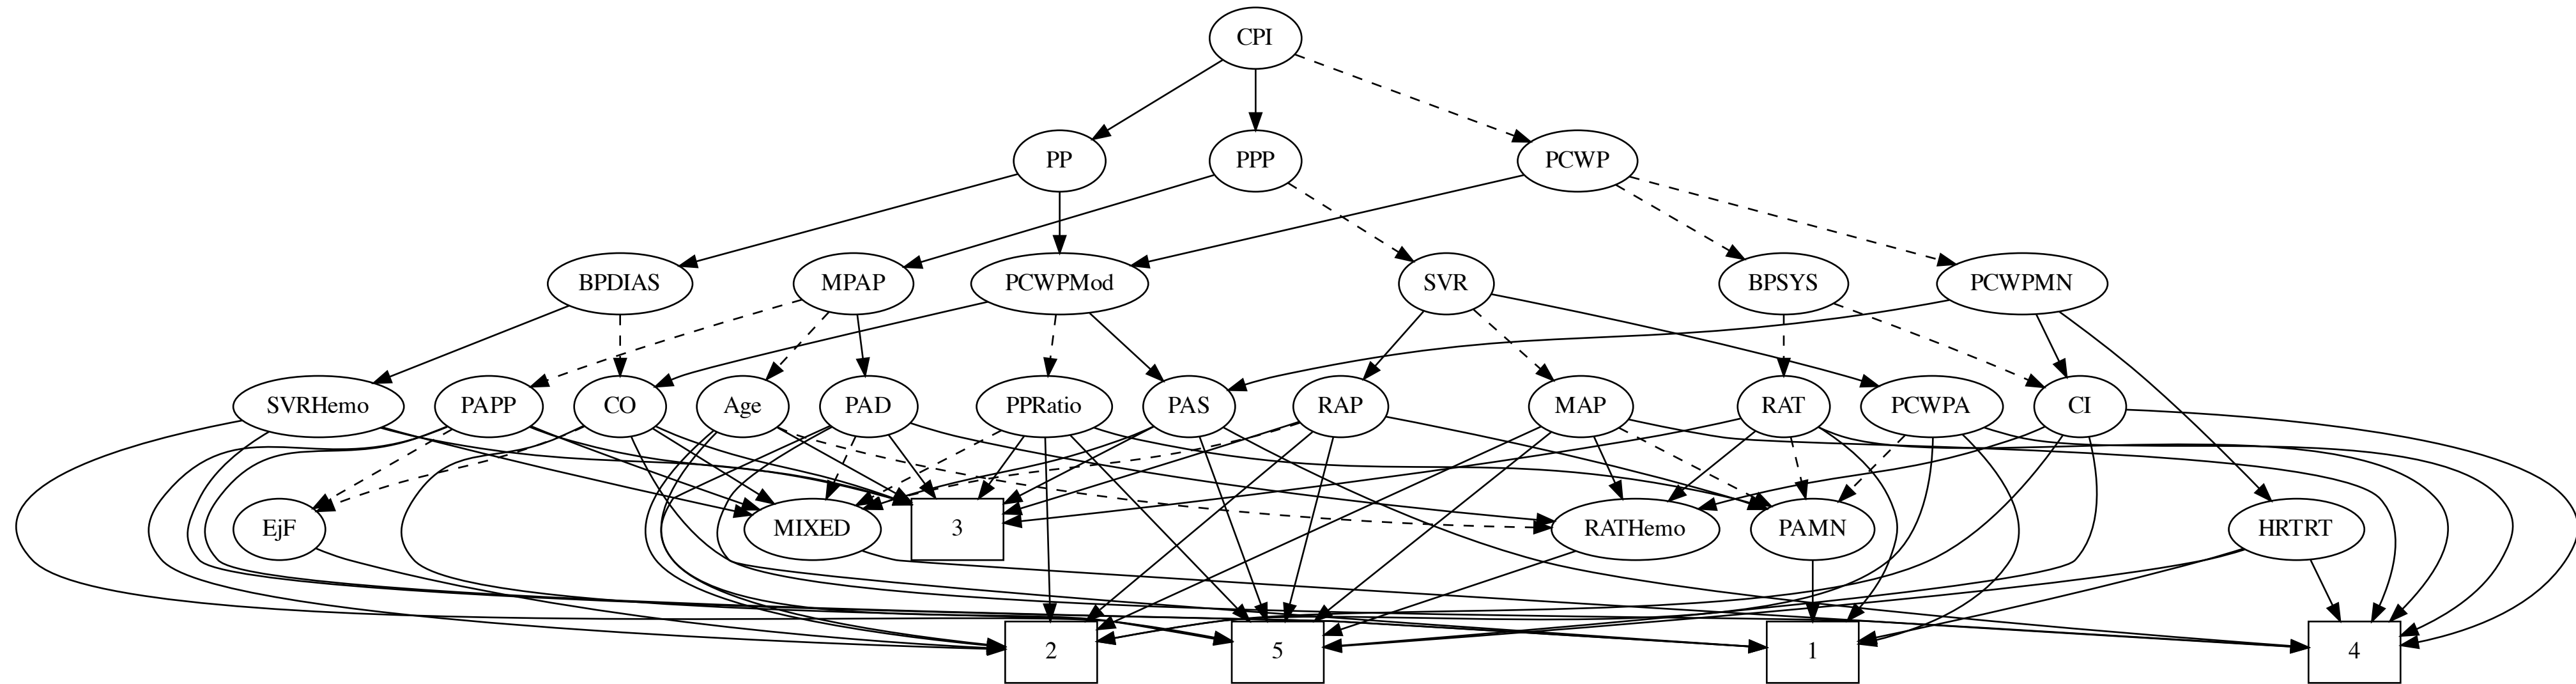 CPI
PP
PPP
PCWP
BPDIAS
MPAP
PCWPMod
SVR
BPSYS
PCWPMN
SVRHemo
PAPP
CO
Age
PAD
PPRatio
PAS
RAP
MAP
RAT
PCWPA
CI
EjF
MIXED
3
RATHemo
PAMN
HRTRT
2
5
1
4